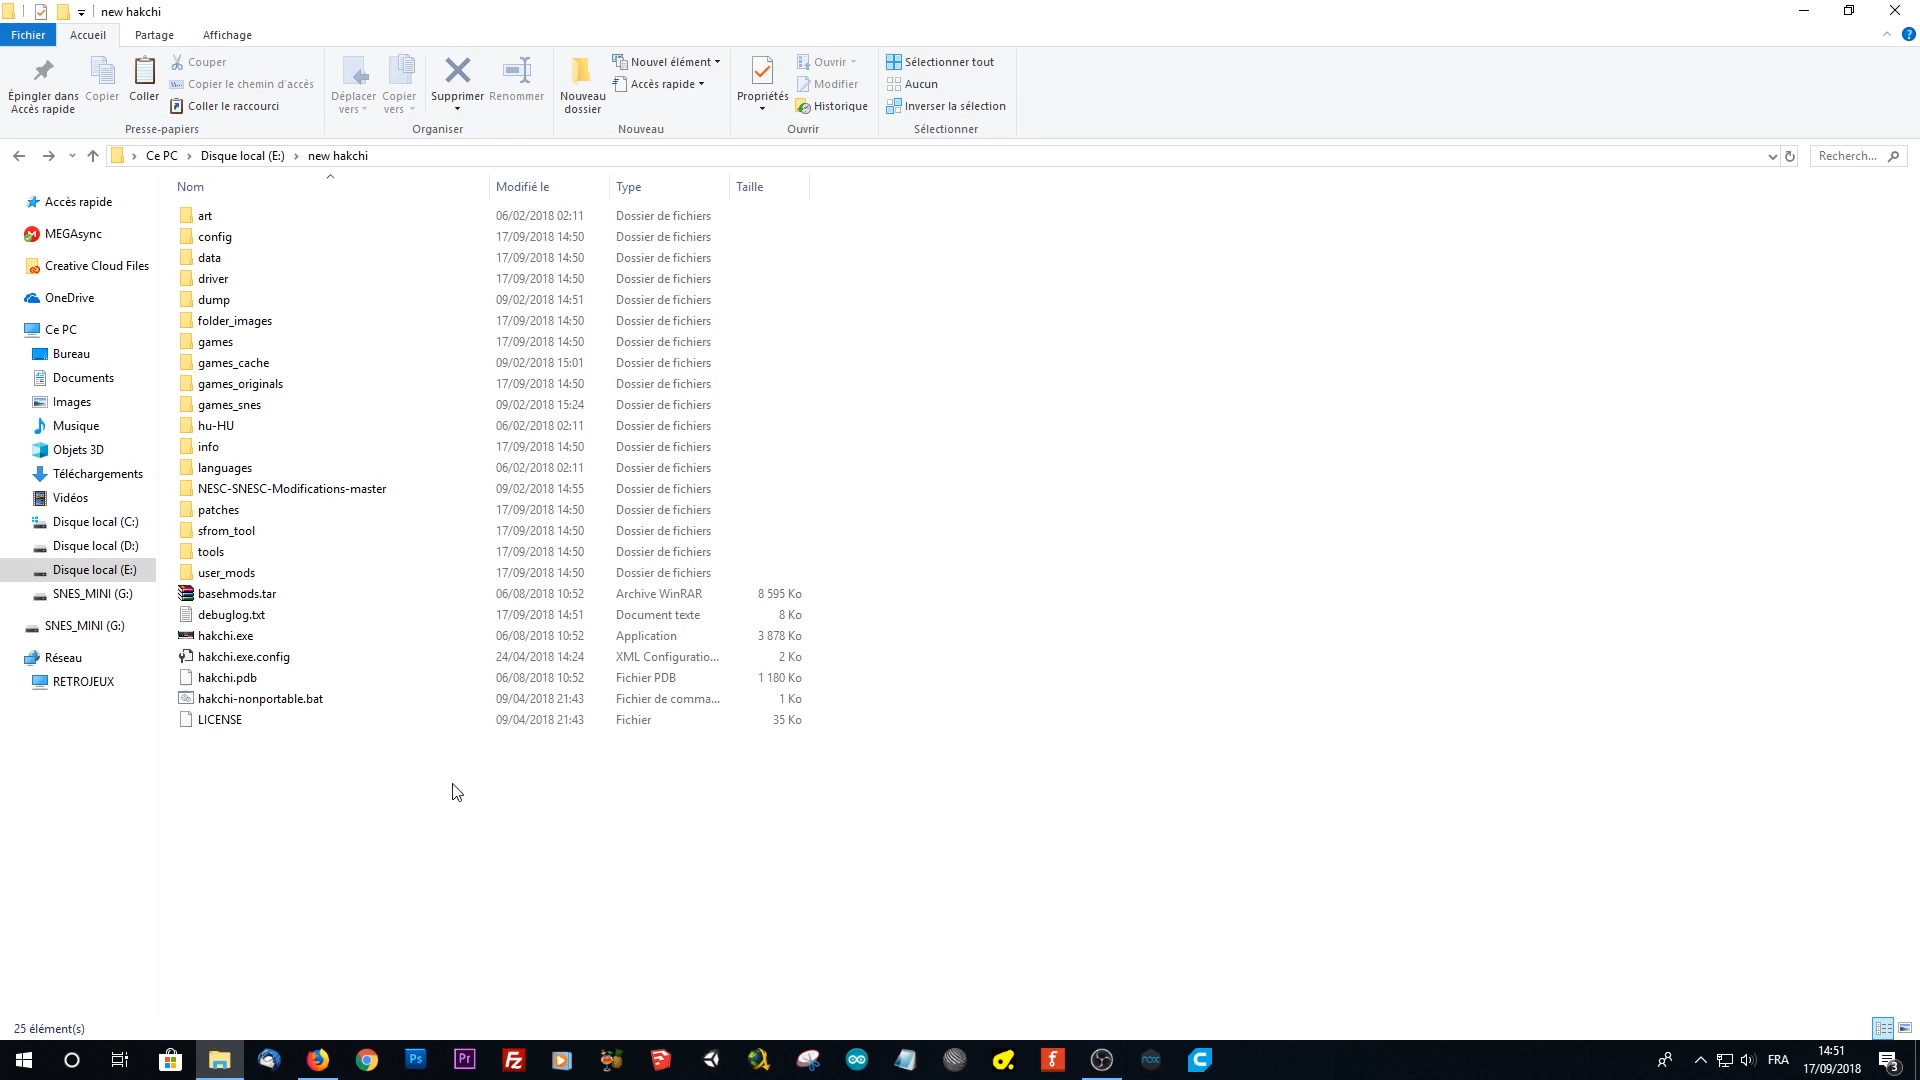 new hakchi
Fichier
Accueil
Partage
Affichage
Épingler dans
Accès rapide
Copier
Coller
Couper
Copier le chemin d'accès
Coller le raccourci
Presse-papiers
Déplacer
vers
Copier
vers
Supprimer
Renommer
Organiser
Nouveau
dossier
Nouvel élément
Accès rapide
Nouveau
Propriétés
Ouvrir
Modifier
Historique
Ouvrir
Sélectionner tout
Aucun
Inverser la sélection
Sélectionner
Ce PC > Disque local (E:) > new hakchi
Recherch...
Nom Modifié le Type Taille
Accès rapide
MEGAsync
Creative Cloud Files
OneDrive
Ce PC
Bureau
Documents
Images
Musique
Objets 3D
Téléchargements
Vidéos
Disque local (C:)
Disque local (D:)
Disque local (E:)
SNES_MINI (G:)
SNES_MINI (G:)
Réseau
RETROJEUX
art 06/02/2018 02:11 Dossier de fichiers
config 17/09/2018 14:50 Dossier de fichiers
data 17/09/2018 14:50 Dossier de fichiers
driver 17/09/2018 14:50 Dossier de fichiers
dump 09/02/2018 14:51 Dossier de fichiers
folder_images 17/09/2018 14:50 Dossier de fichiers
games 17/09/2018 14:50 Dossier de fichiers
games_cache 09/02/2018 15:01 Dossier de fichiers
games_originals 17/09/2018 14:50 Dossier de fichiers
games_snes 09/02/2018 15:24 Dossier de fichiers
hu-HU 06/02/2018 02:11 Dossier de fichiers
info 17/09/2018 14:50 Dossier de fichiers
languages 06/02/2018 02:11 Dossier de fichiers
NESC-SNESC-Modifications-master 09/02/2018 14:55 Dossier de fichiers
patches 17/09/2018 14:50 Dossier de fichiers
sfrom_tool 17/09/2018 14:50 Dossier de fichiers
tools 17/09/2018 14:50 Dossier de fichiers
user_mods 17/09/2018 14:50 Dossier de fichiers
basehmods.tar 06/08/2018 10:52 Archive WinRAR 8 595 Ko
debuglog.txt 17/09/2018 14:51 Document texte 8 Ko
hakchi.exe 06/08/2018 10:52 Application 3 878 Ko
hakchi.exe.config 24/04/2018 14:24 XML Configuratio... 2 Ko
hakchi.pdb 06/08/2018 10:52 Fichier PDB 1 180 Ko
hakchi-nonportable.bat 09/04/2018 21:43 Fichier de comma... 1 Ko
LICENSE 09/04/2018 21:43 Fichier 35 Ko
25 élément(s)
Ps
Pr
Fz
nox
FRA
14:51
17/09/2018
3